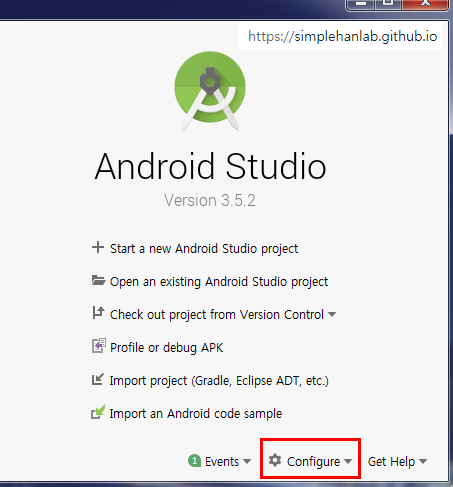 https://simplehanlab.github.io
Android Studio
Version 3.5.2
Start a new Android Studio project
Open an existing Android Studio project
Check out project from Version Control
Profile or debug APK
Import project (Gradle, Eclipse ADT, etc.)
Import an Android code sample
1 Events Configure Get Help